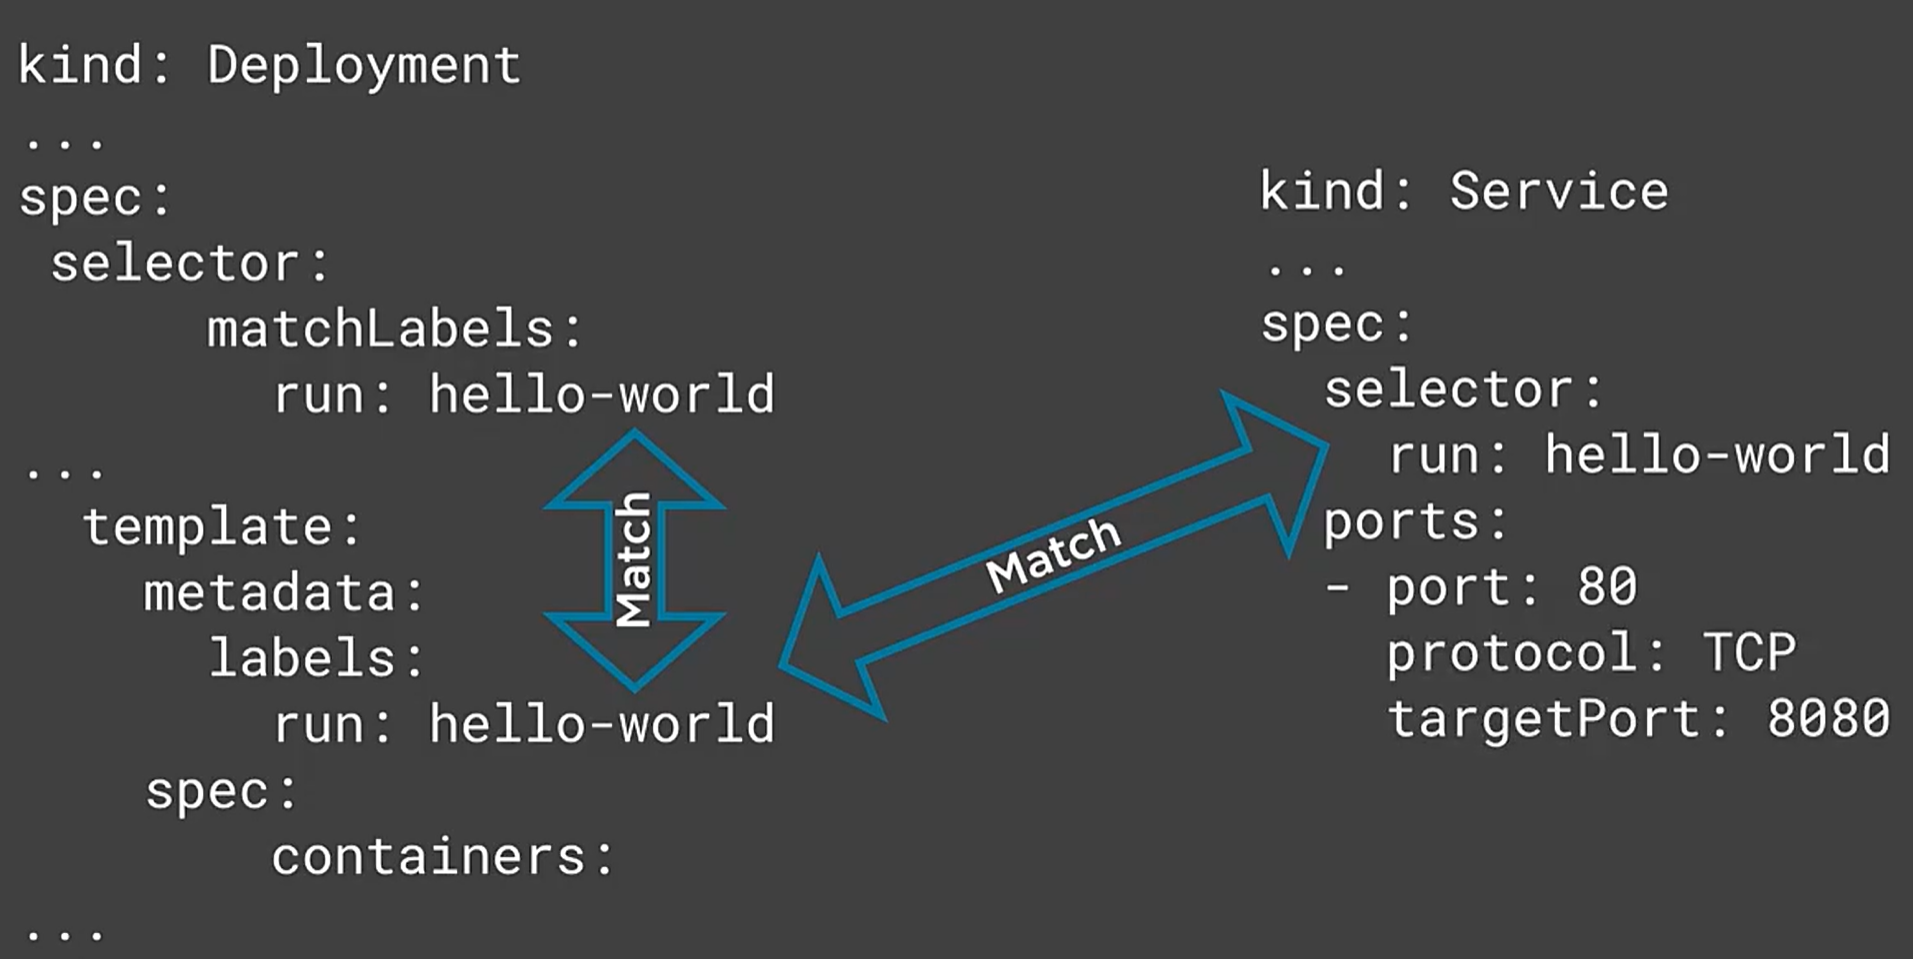 kind: Deployment
...
spec:
selector:
matchLabels:
run: hello-world
...
template:
metadata:
labels:
run: hello-world
spec:
containers:
...
Match
Match
kind: Service
...
spec:
selector:
run: hello-world
ports:
- port: 80
protocol: TCP
targetPort: 8080